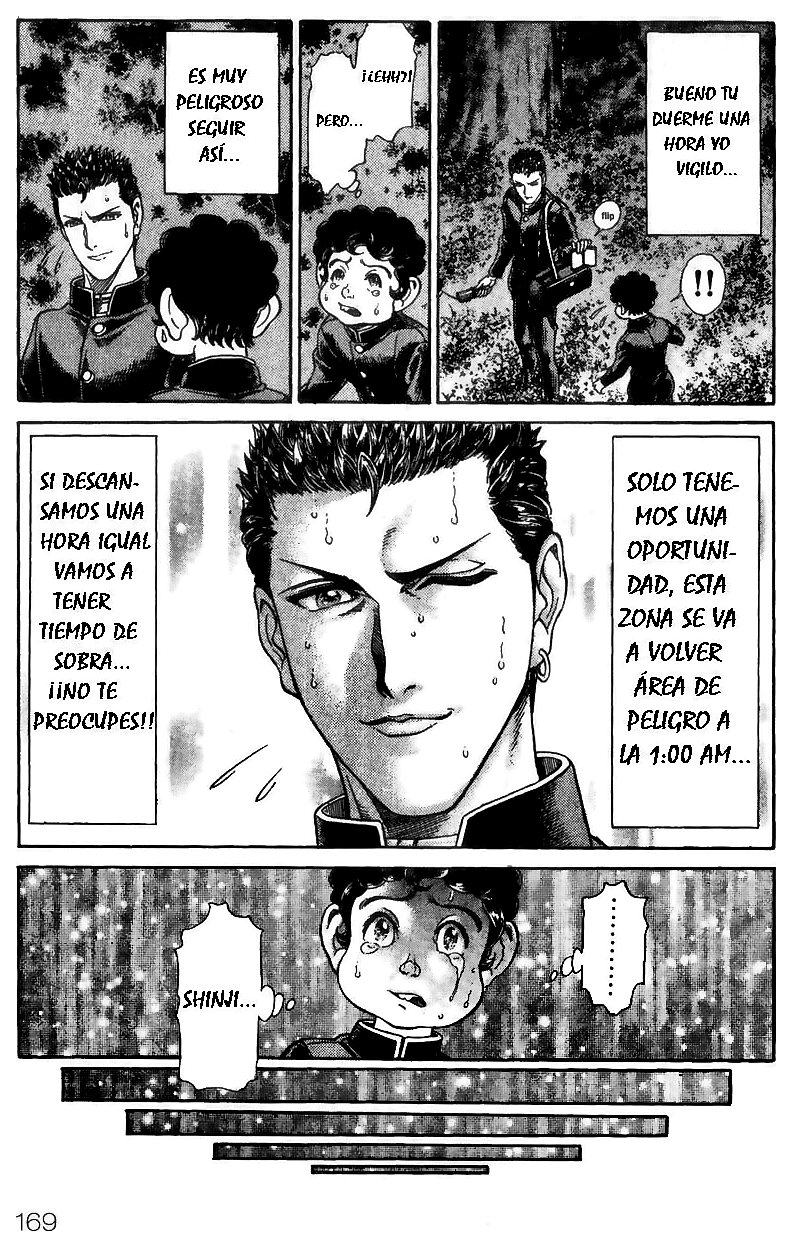 BUENO TU
DUERME UNA
HORA YO
VIGILO...
flip
!!
¡¿EHH?!
PERO...
ES MUY
PELIGROSO
SEGUIR
ASÍ...
SOLO TENE-
MOS UNA
OPORTUNI-
DAD, ESTA
ZONA SE VA
A VOLVER
ÁREA DE
PELIGRO A
LA 1:00 AM...
SI DESCAN-
SAMOS UNA
HORA IGUAL
VAMOS A
TENER
TIEMPO DE
SOBRA...
¡¡NO TE
PREOCUPES!!
..........
SHINJI...
169